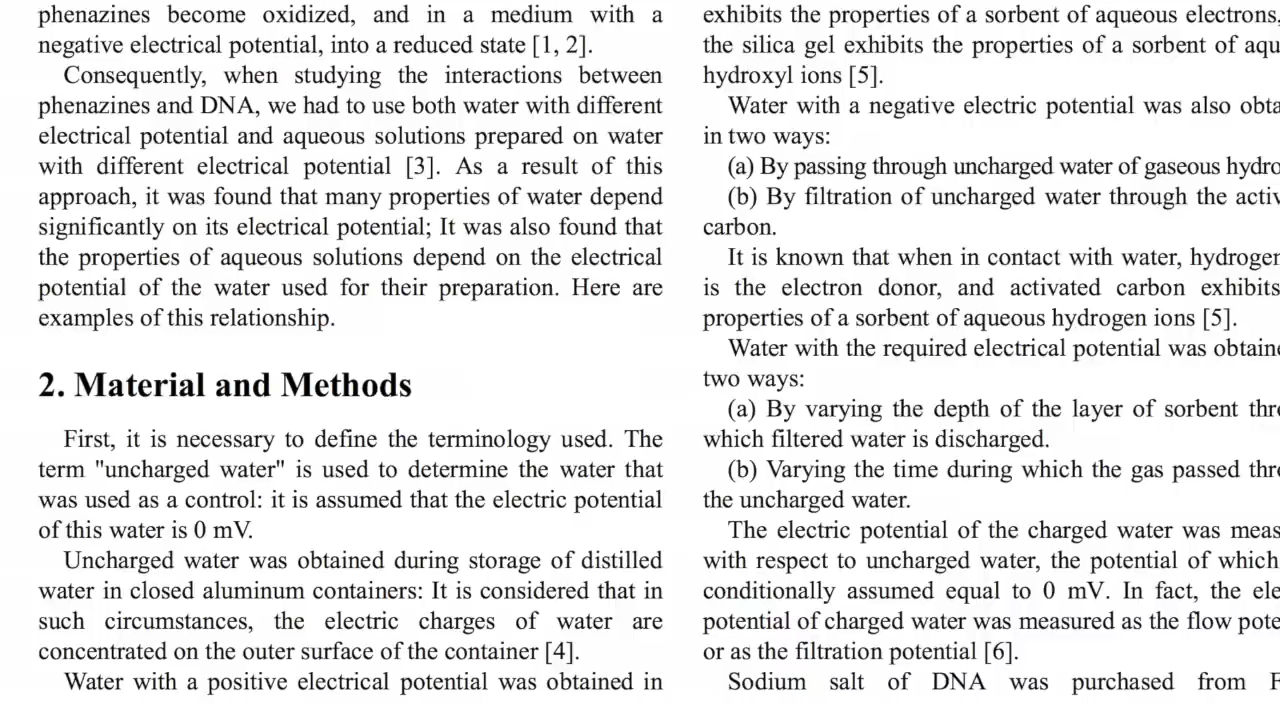 phenazines become oxidized, and in a medium with a
negative electrical potential, into a reduced state [1, 2].
Consequently, when studying the interactions between
phenazines and DNA, we had to use both water with different
electrical potential and aqueous solutions prepared on water
with different electrical potential [3]. As a result of this
approach, it was found that many properties of water depend
significantly on its electrical potential; It was also found that
the properties of aqueous solutions depend on the electrical
potential of the water used for their preparation. Here are
examples of this relationship.
2. Material and Methods
First, it is necessary to define the terminology used. The
term "uncharged water" is used to determine the water that
was used as a control: it is assumed that the electric potential
of this water is 0 mV.
Uncharged water was obtained during storage of distilled
water in closed aluminum containers: It is considered that in
such circumstances, the electric charges of water are
concentrated on the outer surface of the container [4].
Water with a positive electrical potential was obtained in
exhibits the properties of a sorbent of aqueous electrons,
the silica gel exhibits the properties of a sorbent of aqu
hydroxyl ions [5].
Water with a negative electric potential was also obta
in two ways:
(a) By passing through uncharged water of gaseous hydro
(b) By filtration of uncharged water through the activ
carbon.
It is known that when in contact with water, hydrogen
is the electron donor, and activated carbon exhibits
properties of a sorbent of aqueous hydrogen ions [5].
Water with the required electrical potential was obtaine
two ways:
(a) By varying the depth of the layer of sorbent thro
which filtered water is discharged.
(b) Varying the time during which the gas passed thro
the uncharged water.
The electric potential of the charged water was meas
with respect to uncharged water, the potential of which
conditionally assumed equal to 0 mV. In fact, the ele
potential of charged water was measured as the flow pote
or as the filtration potential [6].
Sodium salt of DNA was purchased from F